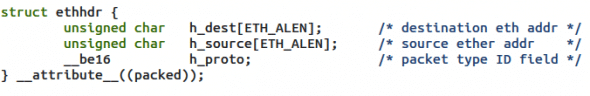 struct ethhdr {
        unsigned char   h_dest[ETH_ALEN];       /* destination eth addr */
        unsigned char   h_source[ETH_ALEN];     /* source ether addr    */
        __be16          h_proto;                /* packet type ID field */
} __attribute__((packed));